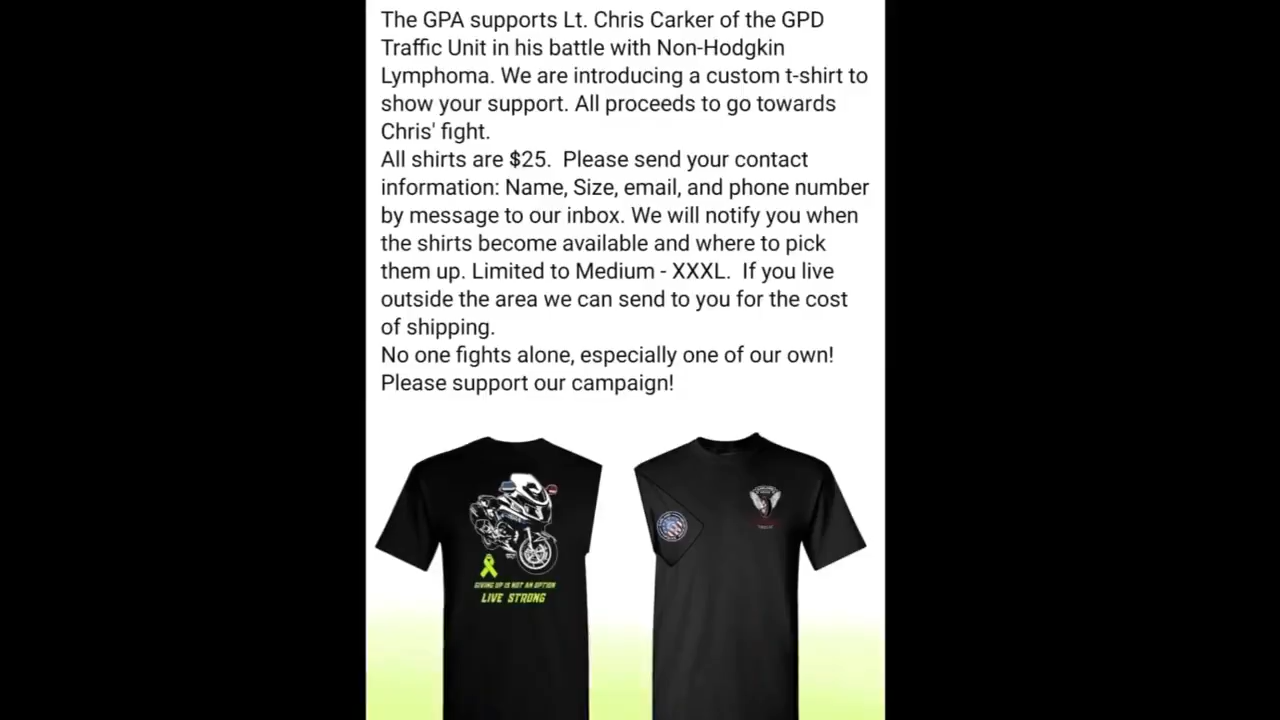 The GPA supports Lt. Chris Carker of the GPD
Traffic Unit in his battle with Non-Hodgkin
Lymphoma. We are introducing a custom t-shirt to
show your support. All proceeds to go towards
Chris' fight.
All shirts are $25.  Please send your contact
information: Name, Size, email, and phone number
by message to our inbox. We will notify you when
the shirts become available and where to pick
them up. Limited to Medium - XXXL.  If you live
outside the area we can send to you for the cost
of shipping.
No one fights alone, especially one of our own!
Please support our campaign!
GIVING UP IS NOT AN OPTION
LIVE STRONG